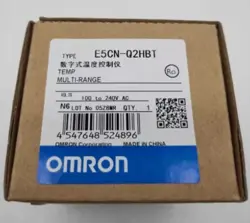 TYPE E5CN-Q2HBT
数字式温度控制仪
TEMP
MULTI-RANGE
100 to 240V AC
N6 LOT No 0528MR QTY. 1
4 547648 524896
OMRON Corporation
OMRON